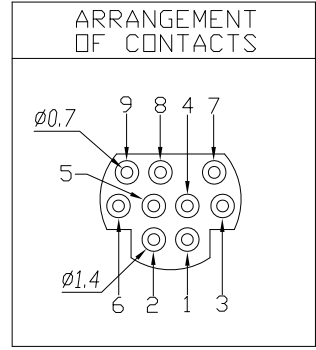 ARRANGEMENT
OF CONTACTS
9 8 4 7
Ø0.7
5
Ø1.4
6 2 1 3